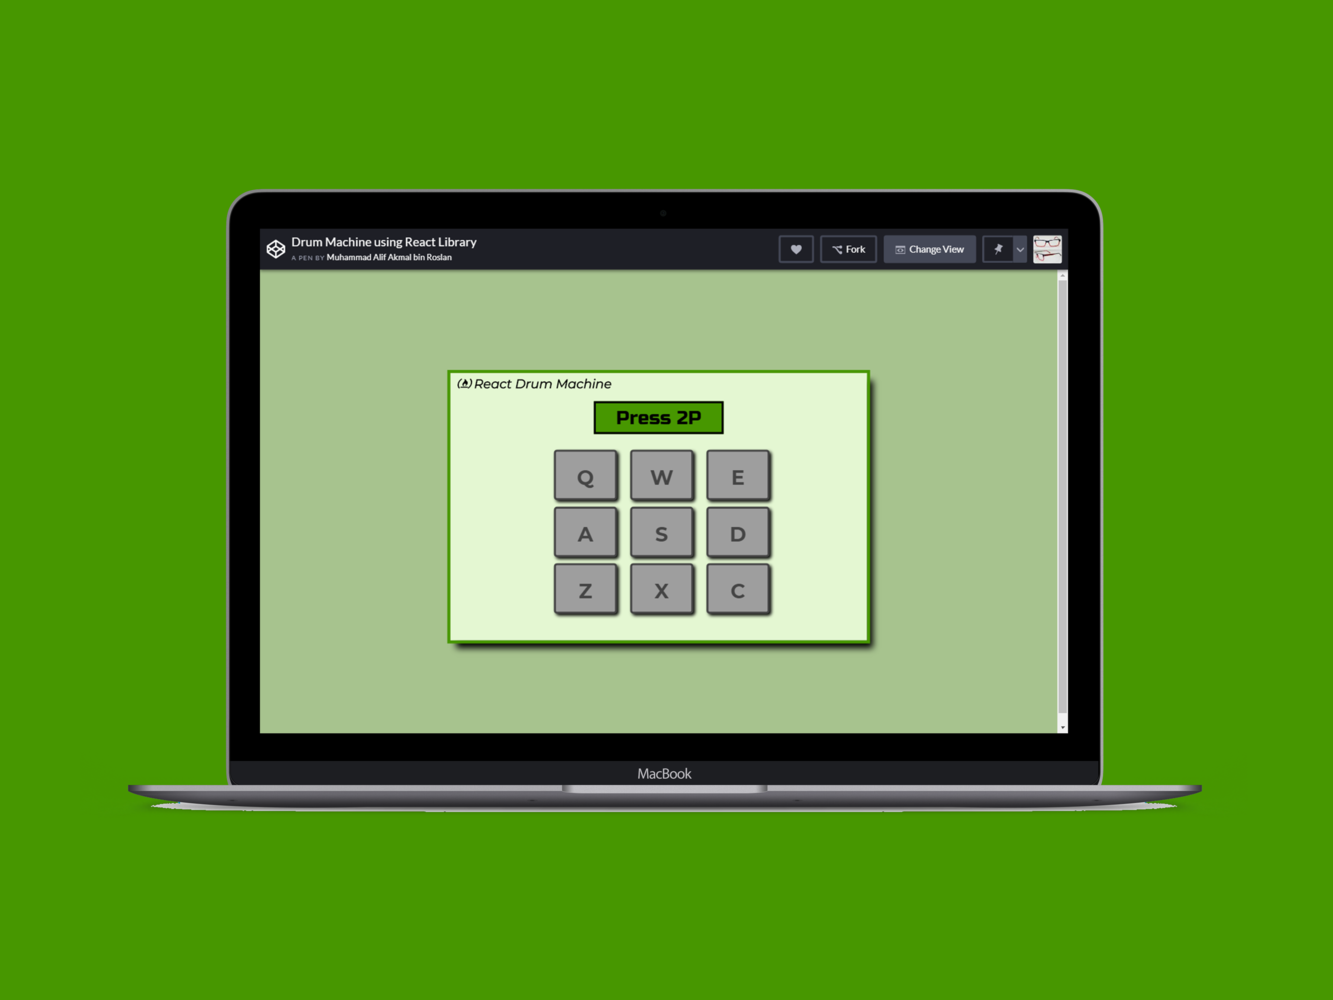 Drum Machine using React Library
A PEN BY Muhammad Alif Akmal bin Roslan
Fork
Change View
React Drum Machine
Press 2P
Q W E
A S D
Z X C
MacBook